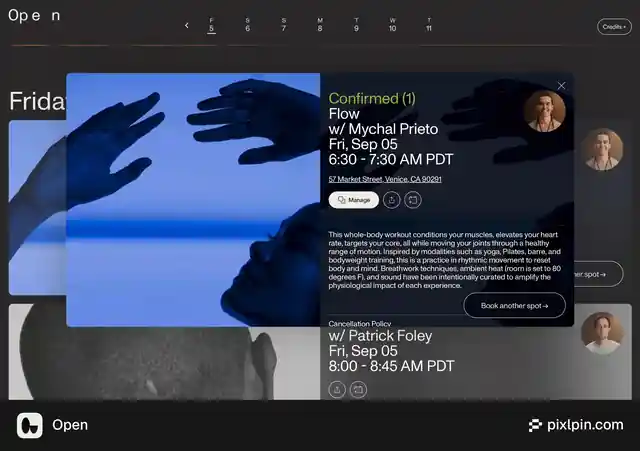 Open
F S S M T W T
5 6 7 8 9 10 11
Credits +
Frida
Confirmed (1)
Flow
w/ Mychal Prieto
Fri, Sep 05
6:30 - 7:30 AM PDT
57 Market Street, Venice, CA 90291
Manage
This whole-body workout conditions your muscles, elevates your heart
rate, targets your core, all while moving your joints through a healthy
range of motion. Inspired by modalities such as yoga, Pilates, barre, and
bodyweight training, this is a practice in rhythmic movement to reset
body and mind. Breathwork techniques, ambient heat (room is set to 80
degrees F), and sound have been intentionally curated to amplify the
physiological impact of each experience.
her spot→
Book another spot→
Cancellation Policy
w/ Patrick Foley
Fri, Sep 05
8:00 - 8:45 AM PDT
Open
pixlpin.com